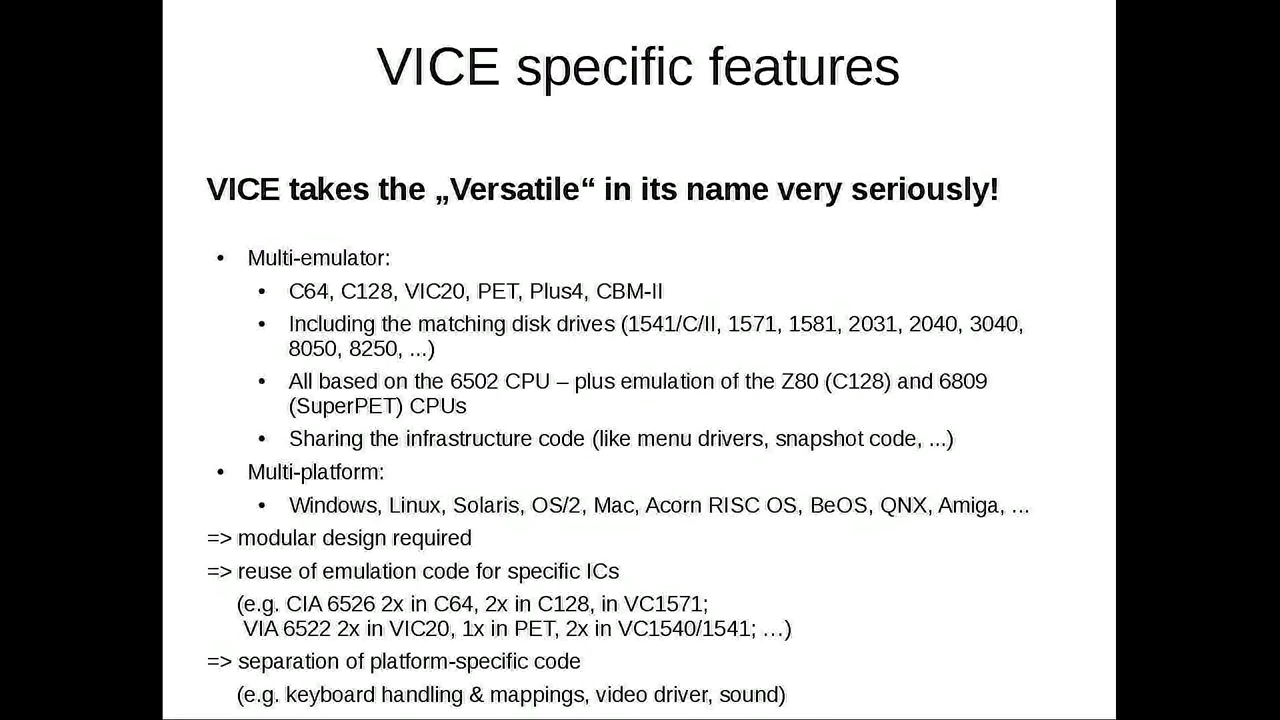 VICE specific features
VICE takes the „Versatile“ in its name very seriously!
• Multi-emulator:
• C64, C128, VIC20, PET, Plus4, CBM-II
• Including the matching disk drives (1541/C/II, 1571, 1581, 2031, 2040, 3040,
8050, 8250, ...)
• All based on the 6502 CPU – plus emulation of the Z80 (C128) and 6809
(SuperPET) CPUs
• Sharing the infrastructure code (like menu drivers, snapshot code, ...)
• Multi-platform:
• Windows, Linux, Solaris, OS/2, Mac, Acorn RISC OS, BeOS, QNX, Amiga, ...
=> modular design required
=> reuse of emulation code for specific ICs
(e.g. CIA 6526 2x in C64, 2x in C128, in VC1571;
VIA 6522 2x in VIC20, 1x in PET, 2x in VC1540/1541; …)
=> separation of platform-specific code
(e.g. keyboard handling & mappings, video driver, sound)